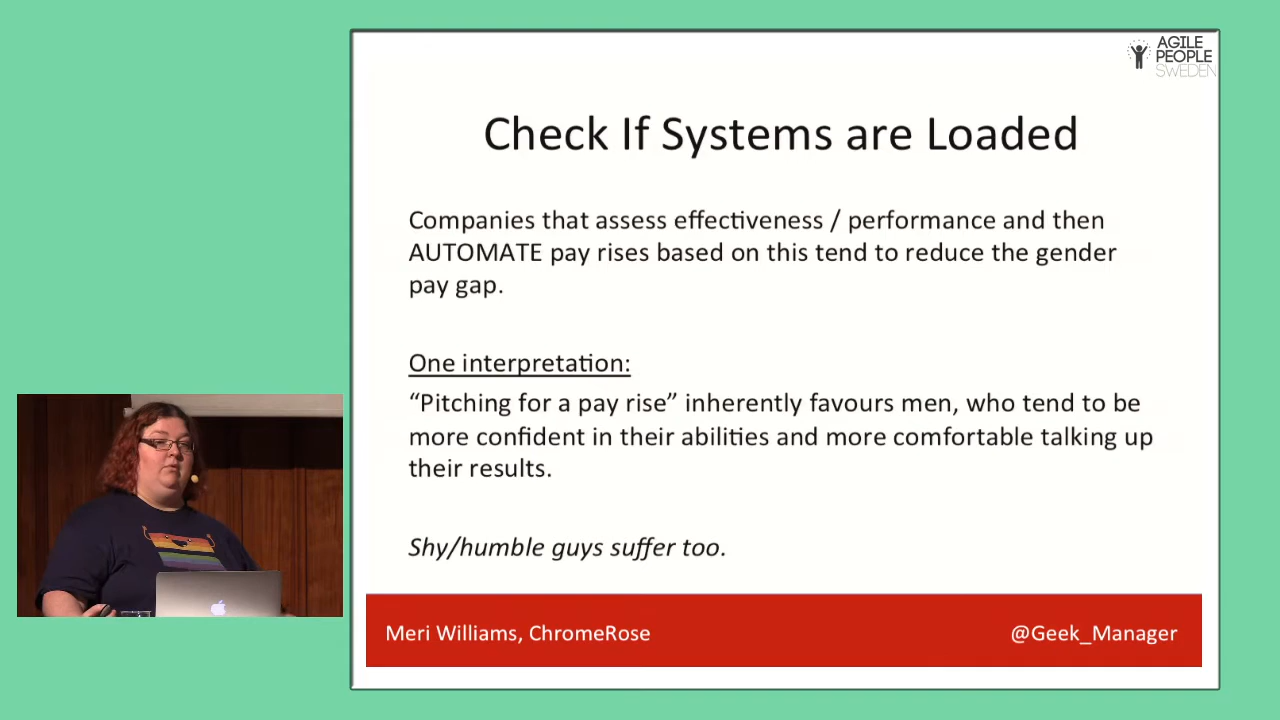 AGILE
PEOPLE
SWEDEN
Check If Systems are Loaded
Companies that assess effectiveness / performance and then
AUTOMATE pay rises based on this tend to reduce the gender
pay gap.
One interpretation:
“Pitching for a pay rise” inherently favours men, who tend to be
more confident in their abilities and more comfortable talking up
their results.
Shy/humble guys suffer too.
Meri Williams, ChromeRose
@Geek_Manager